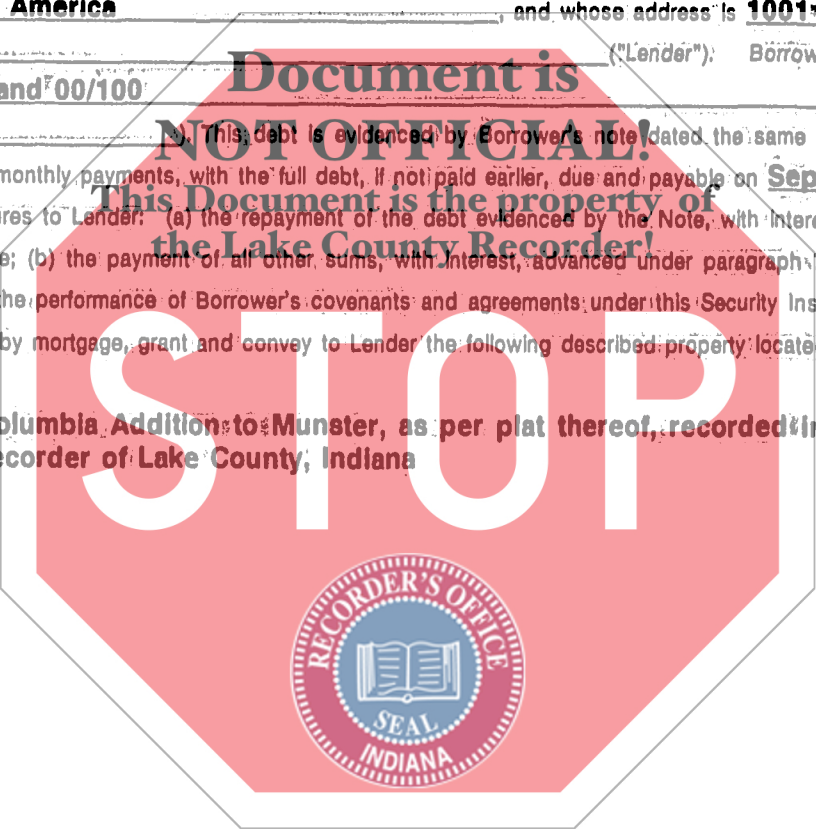 America , and whose address is 1001
("Lender"). Borrow
and 00/100
Document is
). This debt is evidenced by Borrower's note dated the same
NOT OFFICIAL!
monthly payments, with the full debt, if not paid earlier, due and payable on Sep
This Document is the property of
res to Lender: (a) the repayment of the debt evidenced by the Note, with intere
the Lake County Recorder!
e; (b) the payment of all other sums, with interest, advanced under paragraph
the performance of Borrower's covenants and agreements under this Security Ins
by mortgage, grant and convey to Lender the following described property locate
STOP
olumbia Addition to Munster, as per plat thereof, recorded in
ecorder of Lake County, Indiana
RECORDER'S OFFICE
SEAL
INDIANA